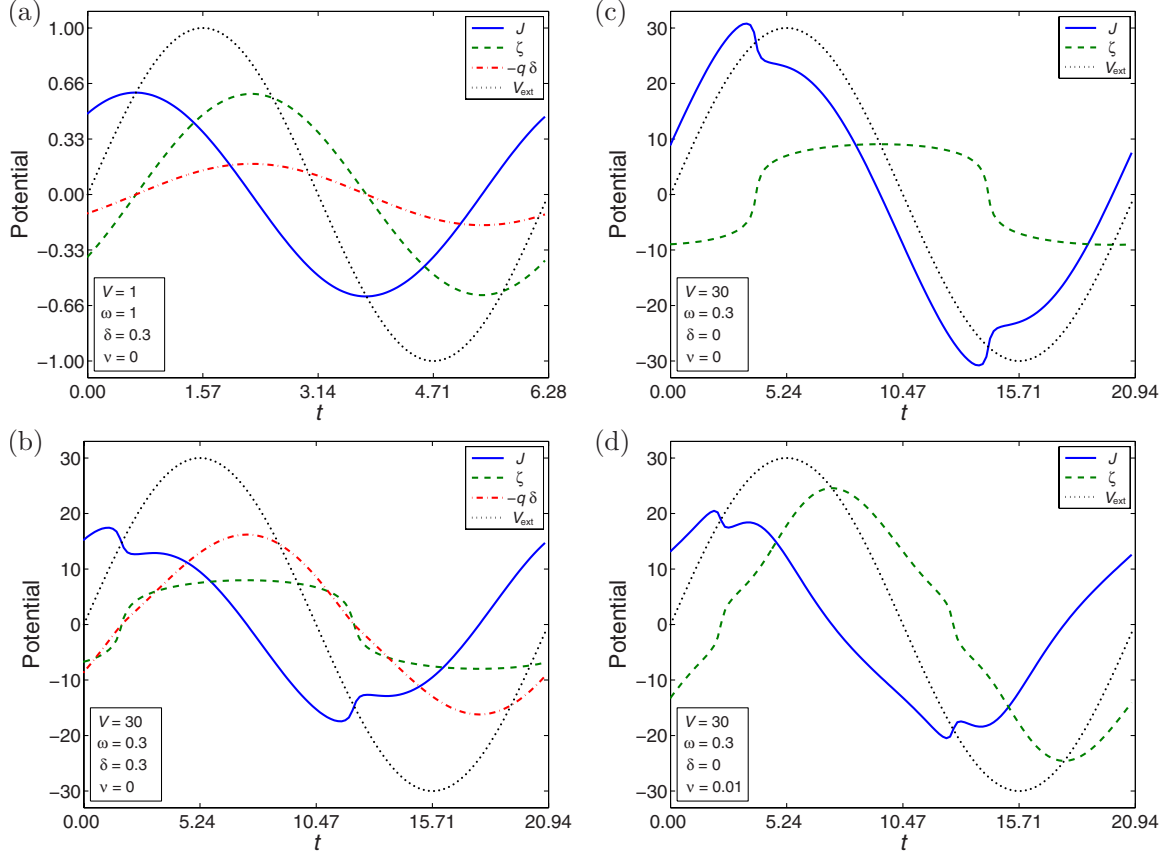 (a)
Potential
1.00
0.66
0.33
0.00
−0.33
−0.66
−1.00
J
ζ
−q δ
Vext
V = 1
ω = 1
δ = 0.3
ν = 0
0.00 1.57 3.14 4.71 6.28
t
(c)
Potential
30
20
10
0
−10
−20
−30
J
ζ
Vext
V = 30
ω = 0.3
δ = 0
ν = 0
0.00 5.24 10.47 15.71 20.94
t
(b)
Potential
30
20
10
0
−10
−20
−30
J
ζ
−q δ
Vext
V = 30
ω = 0.3
δ = 0.3
ν = 0
0.00 5.24 10.47 15.71 20.94
t
(d)
Potential
30
20
10
0
−10
−20
−30
J
ζ
Vext
V = 30
ω = 0.3
δ = 0
ν = 0.01
0.00 5.24 10.47 15.71 20.94
t